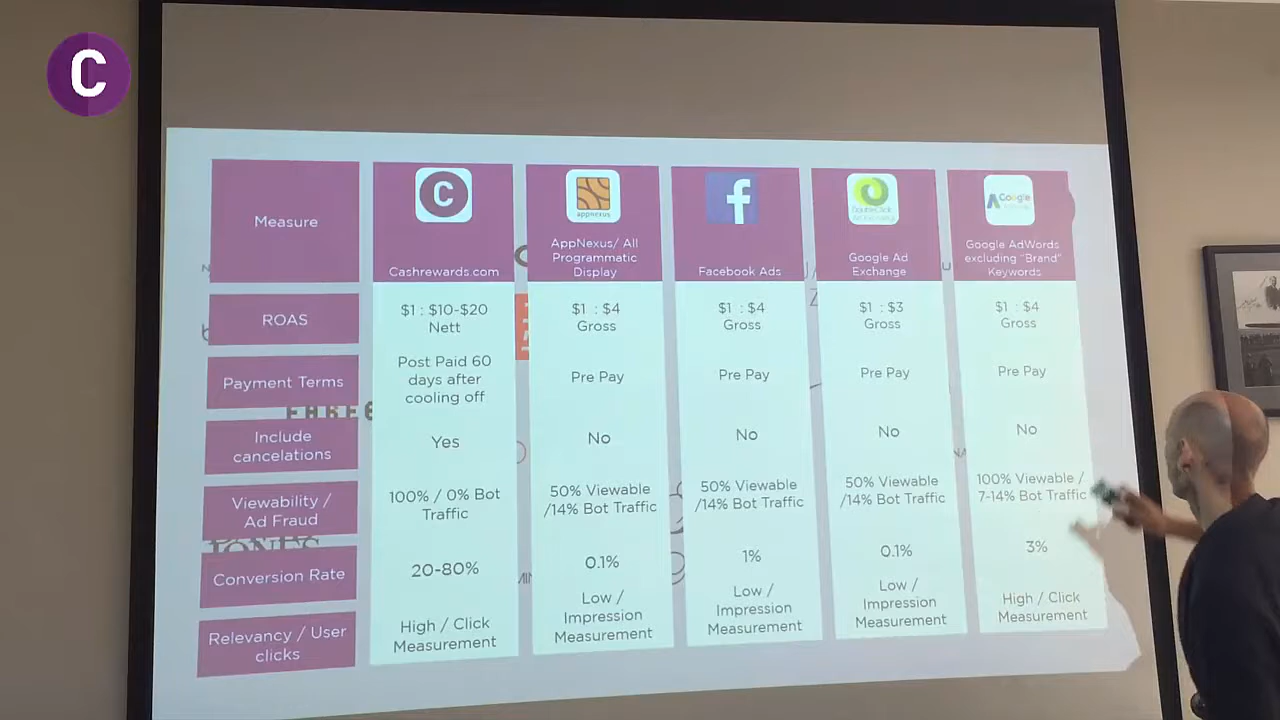 C
Measure
C
Cashrewards.com
appnexus
AppNexus/ All
Programmatic
Display
f
Facebook Ads
DoubleClick
Google Ad
Exchange
Google
Google AdWords
excluding "Brand"
Keywords
ROAS
$1 : $10-$20
Nett
$1 : $4
Gross
$1 : $4
Gross
$1 : $3
Gross
$1 : $4
Gross
Payment Terms
Post Paid 60
days after
cooling off
Pre Pay
Pre Pay
Pre Pay
Pre Pay
Include
cancelations
Yes
No
No
No
No
Viewability /
Ad Fraud
100% / 0% Bot
Traffic
50% Viewable
/14% Bot Traffic
50% Viewable
/14% Bot Traffic
50% Viewable
/14% Bot Traffic
100% Viewable /
7-14% Bot Traffic
Conversion Rate
20-80%
0.1%
1%
0.1%
3%
Relevancy / User
clicks
High / Click
Measurement
Low /
Impression
Measurement
Low /
Impression
Measurement
Low /
Impression
Measurement
High / Click
Measurement